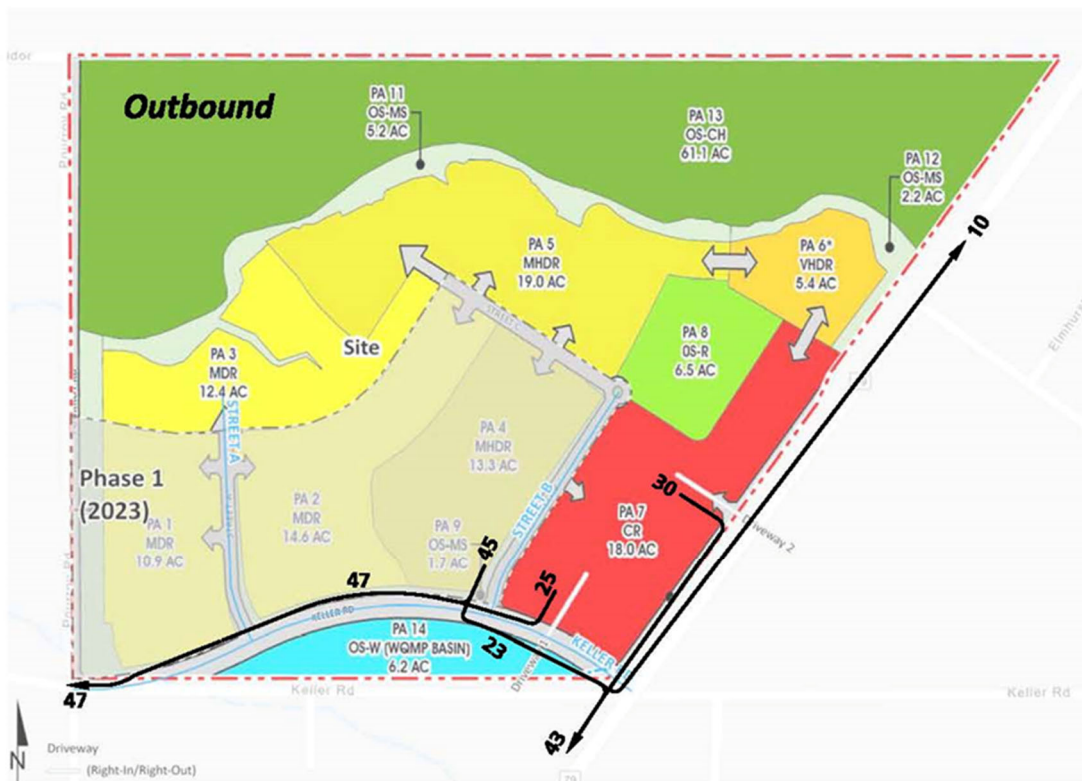 idor
Outbound
PA 11
OS-MS
5.2 AC
PA 13
OS-CH
61.1 AC
PA 12
OS-MS
2.2 AC
10
PA 5
MHDR
19.0 AC
PA 6*
VHDR
5.4 AC
STREET C
Elmhurs
Site
PA 8
OS-R
6.5 AC
PA 3
MDR
12.4 AC
STREET A
PA 4
MHDR
13.3 AC
Phase 1
(2023)
PA 1
MDR
10.9 AC
PA 2
MDR
14.6 AC
PA 9
OS-MS
1.7 AC
STREET B
30
PA 7
CR
18.0 AC
Driveway 2
45
25
47
KELLER RD
PA 14
OS-W (WQMP BASIN)
6.2 AC
23
KELLER
47
Keller Rd
Keller Rd
43
N
Driveway
(Right-In/Right-Out)
79